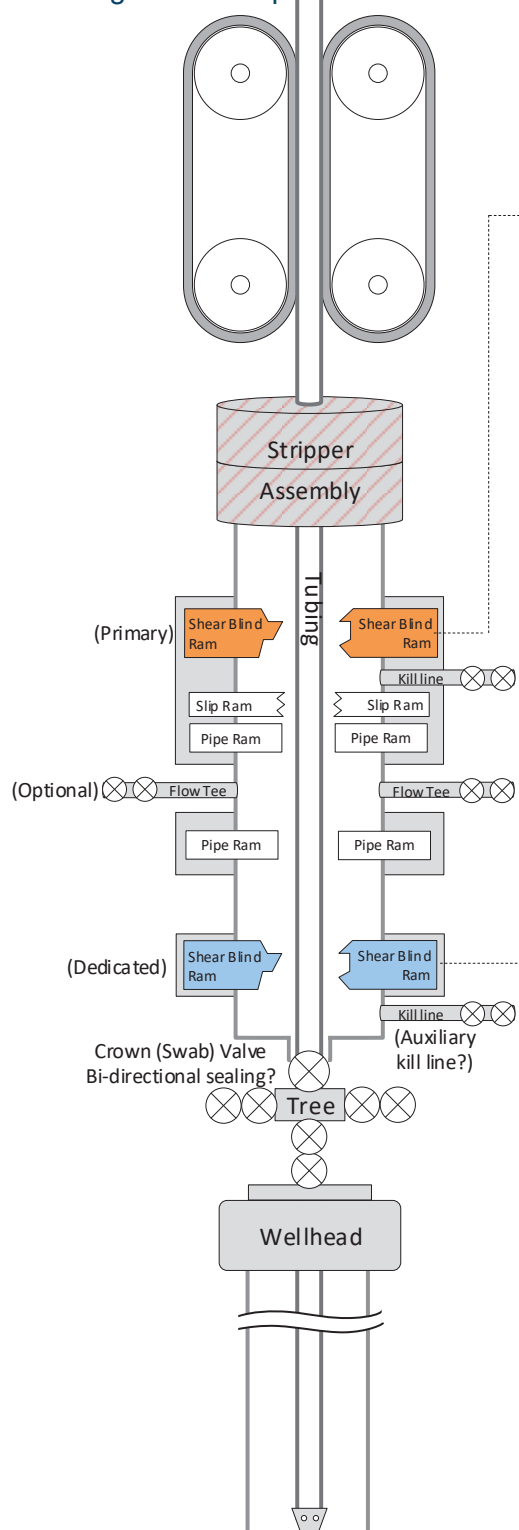 Stripper
Assembly
Tubing
(Primary)
Shear Blind
Ram
Shear Blind
Ram
Kill line
Slip Ram
Slip Ram
Pipe Ram
Pipe Ram
(Optional)
Flow Tee
Flow Tee
Pipe Ram
Pipe Ram
(Dedicated)
Shear Blind
Ram
Shear Blind
Ram
Kill line
(Auxiliary
kill line?)
Crown (Swab) Valve
Bi-directional sealing?
Tree
Wellhead